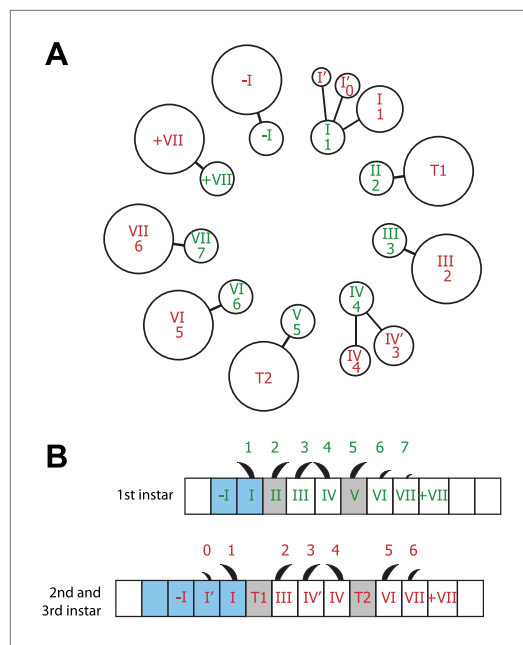 A
-I
I'
I'
0
I
1
-I
I
1
+VII
+VII
II
2
T1
VII
6
VII
7
III
3
III
2
VI
6
IV
4
VI
5
V
5
IV
4
IV'
3
T2
B
1 2 3 4 5 6 7
1st instar
-I I II III IV V VI VII +VII
0 1 2 3 4 5 6
2nd and
3rd instar
-I I' I T1 III IV' IV T2 VI VII +VII